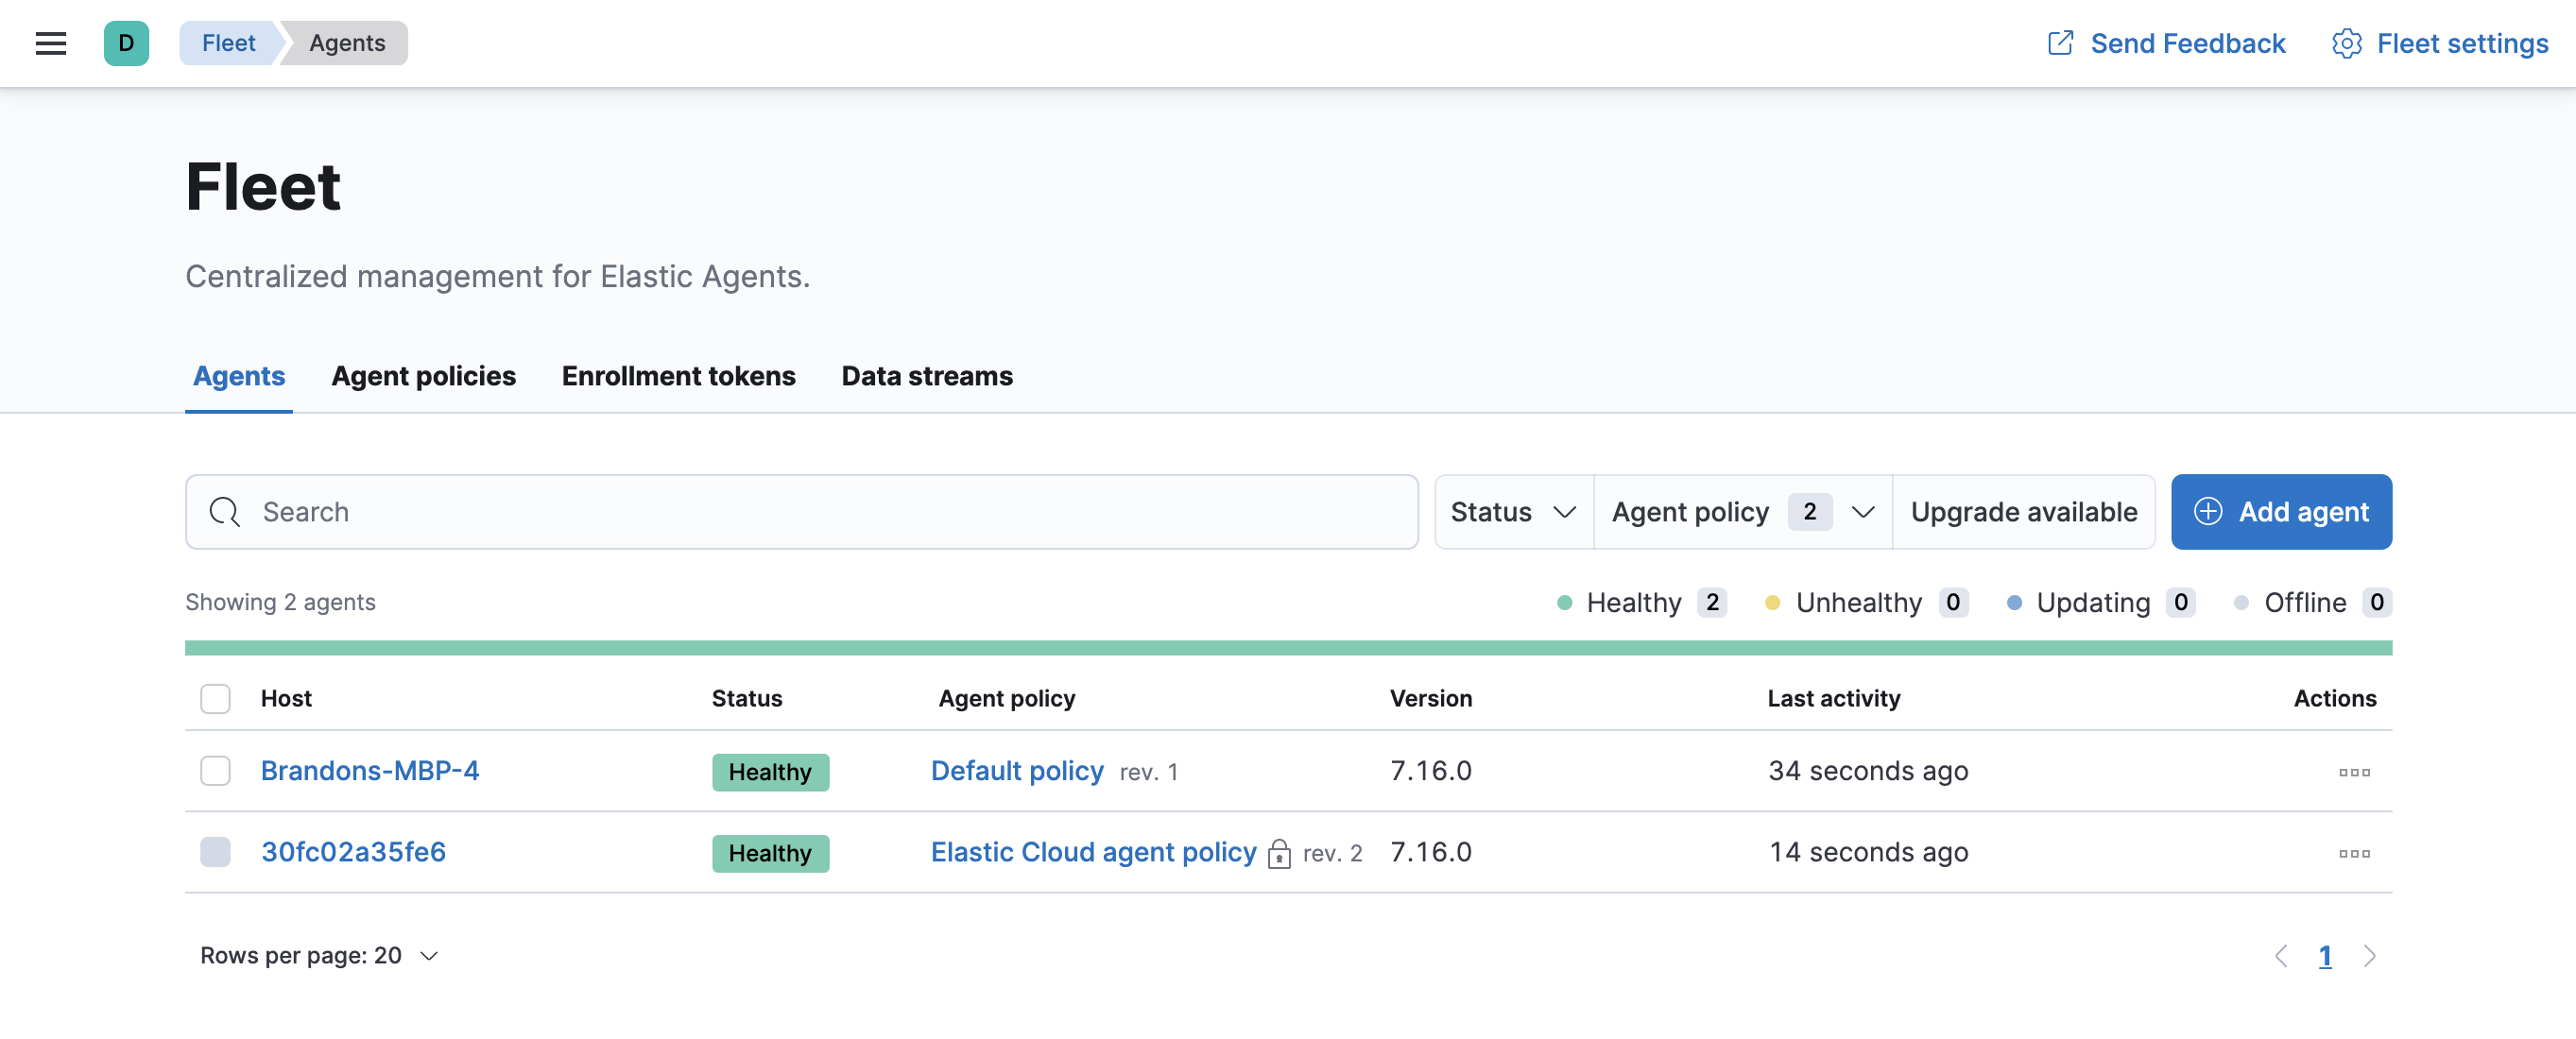 D Fleet Agents Send Feedback Fleet settings
Fleet
Centralized management for Elastic Agents.
Agents Agent policies Enrollment tokens Data streams
Search Status Agent policy 2 Upgrade available Add agent
Showing 2 agents Healthy 2 Unhealthy 0 Updating 0 Offline 0
Host Status Agent policy Version Last activity Actions
Brandons-MBP-4 Healthy Default policy rev. 1 7.16.0 34 seconds ago
30fc02a35fe6 Healthy Elastic Cloud agent policy rev. 2 7.16.0 14 seconds ago
Rows per page: 20 1